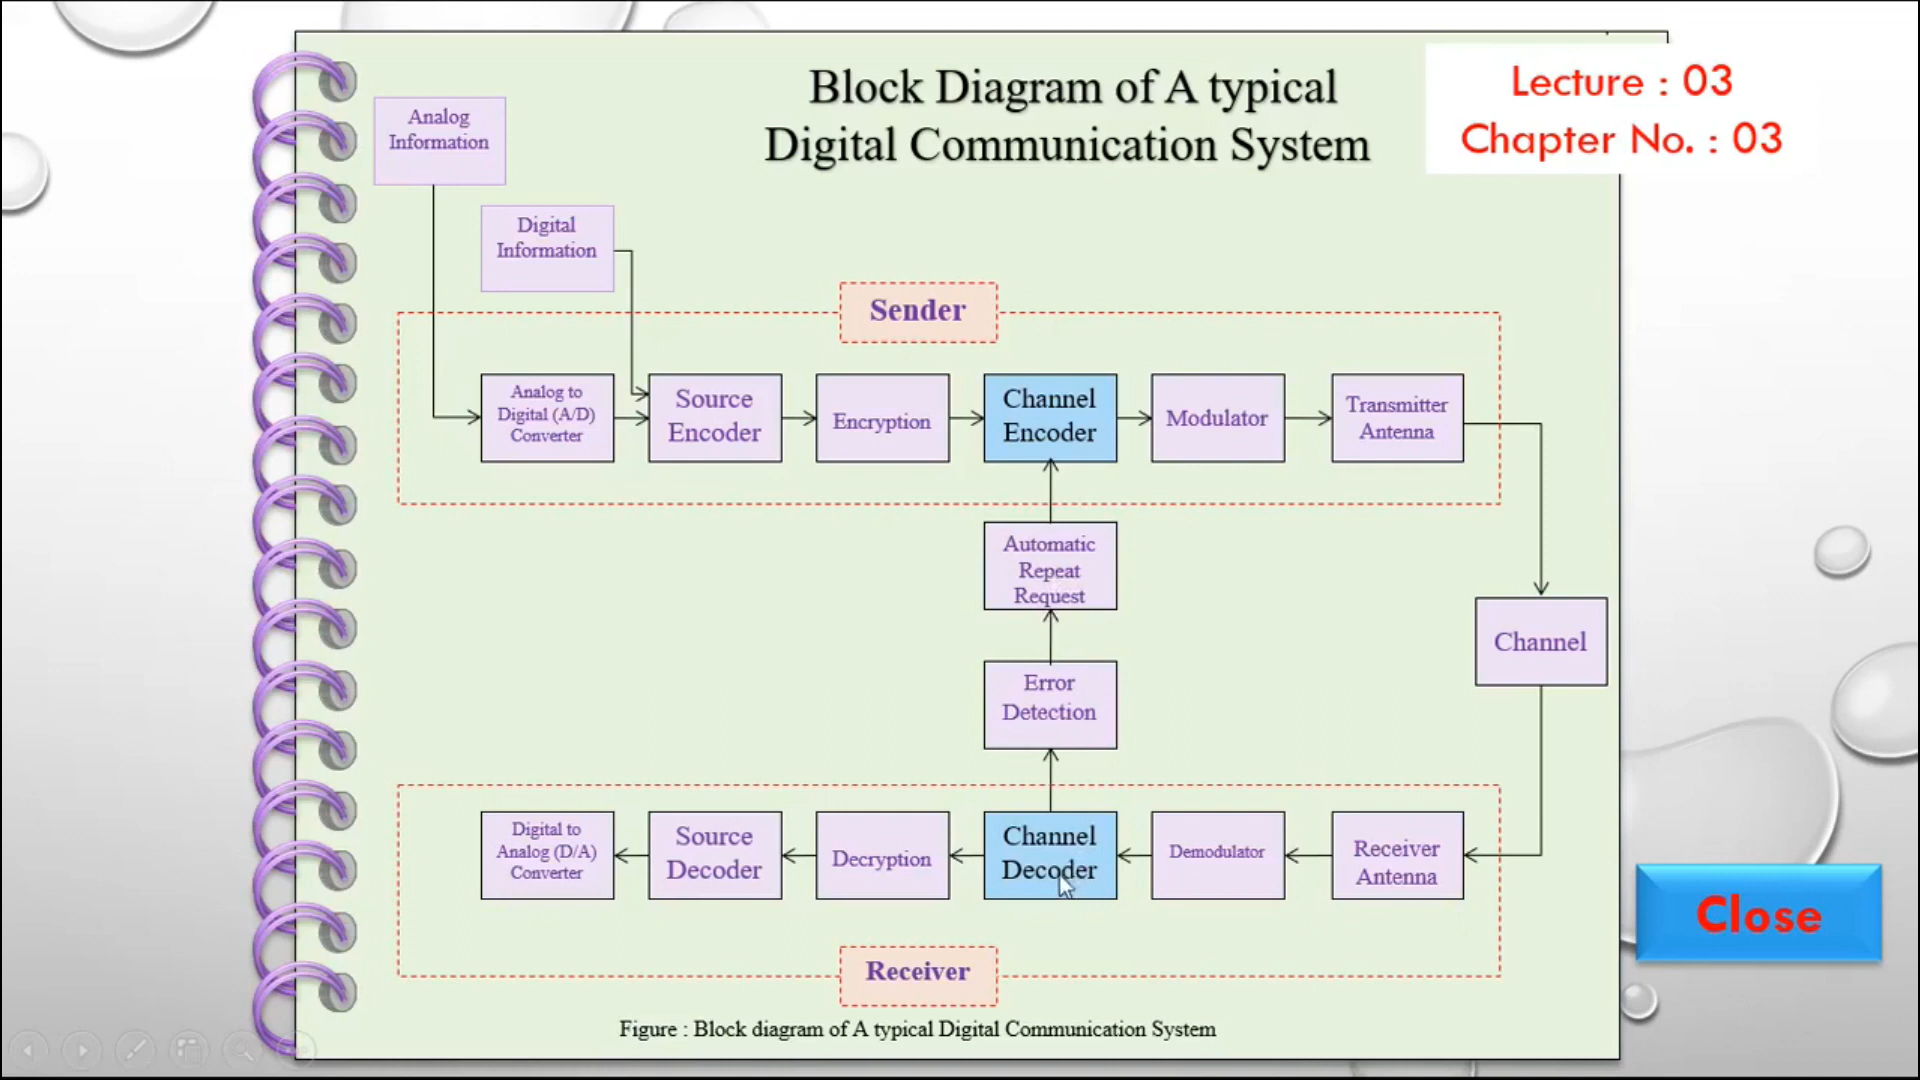 Block Diagram of A typical
Digital Communication System
Lecture : 03
Chapter No. : 03
Analog
Information
Digital
Information
Sender
Analog to
Digital (A/D)
Converter
Source
Encoder
Encryption
Channel
Encoder
Modulator
Transmitter
Antenna
Automatic
Repeat
Request
Channel
Error
Detection
Digital to
Analog (D/A)
Converter
Source
Decoder
Decryption
Channel
Decoder
Demodulator
Receiver
Antenna
Close
Receiver
Figure : Block diagram of A typical Digital Communication System